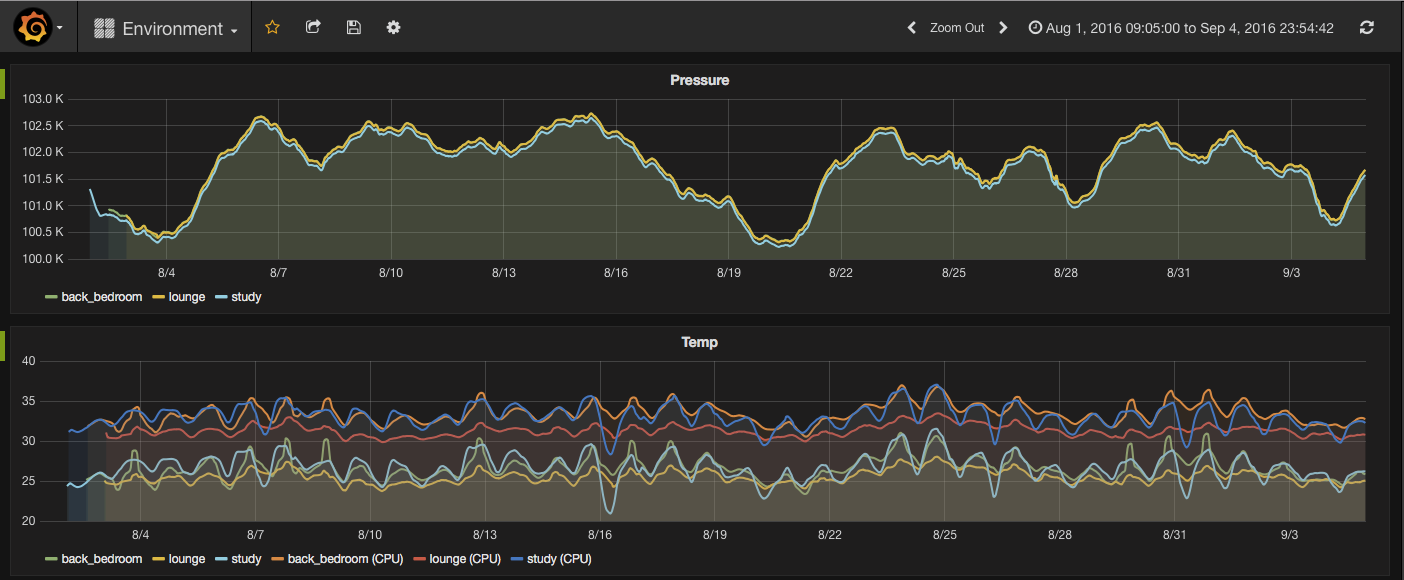 Environment
Zoom Out
Aug 1, 2016 09:05:00 to Sep 4, 2016 23:54:42
Pressure
103.0 K
102.5 K
102.0 K
101.5 K
101.0 K
100.5 K
100.0 K
8/4 8/7 8/10 8/13 8/16 8/19 8/22 8/25 8/28 8/31 9/3
back_bedroom lounge study
Temp
40
35
30
25
20
8/4 8/7 8/10 8/13 8/16 8/19 8/22 8/25 8/28 8/31 9/3
back_bedroom lounge study back_bedroom (CPU) lounge (CPU) study (CPU)